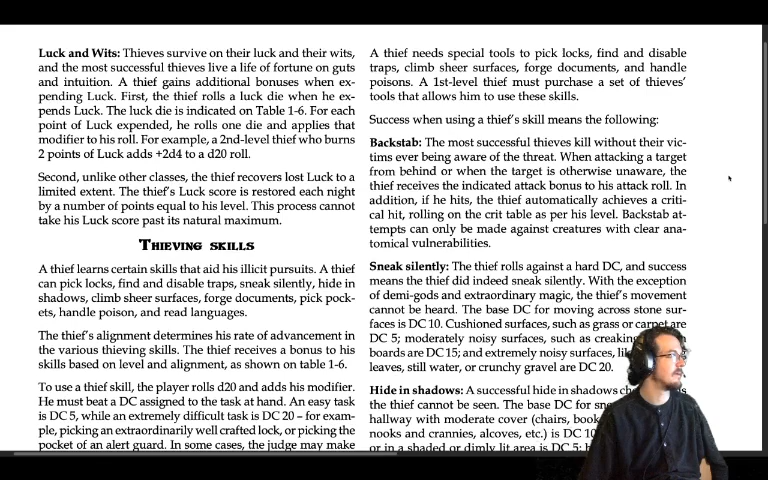 Luck and Wits: Thieves survive on their luck and their wits,
and the most successful thieves live a life of fortune on guts
and intuition. A thief gains additional bonuses when ex-
pending Luck. First, the thief rolls a luck die when he ex-
pends Luck. The luck die is indicated on Table 1-6. For each
point of Luck expended, he rolls one die and applies that
modifier to his roll. For example, a 2nd-level thief who burns
2 points of Luck adds +2d4 to a d20 roll.
Second, unlike other classes, the thief recovers lost Luck to a
limited extent. The thief's Luck score is restored each night
by a number of points equal to his level. This process cannot
take his Luck score past its natural maximum.
Thieving skills
A thief learns certain skills that aid his illicit pursuits. A thief
can pick locks, find and disable traps, sneak silently, hide in
shadows, climb sheer surfaces, forge documents, pick pock-
ets, handle poison, and read languages.
The thief's alignment determines his rate of advancement in
the various thieving skills. The thief receives a bonus to his
skills based on level and alignment, as shown on table 1-6.
To use a thief skill, the player rolls d20 and adds his modifier.
He must beat a DC assigned to the task at hand. An easy task
is DC 5, while an extremely difficult task is DC 20 – for exam-
ple, picking an extraordinarily well crafted lock, or picking the
pocket of an alert guard. In some cases, the judge may make
A thief needs special tools to pick locks, find and disable
traps, climb sheer surfaces, forge documents, and handle
poisons. A 1st-level thief must purchase a set of thieves'
tools that allows him to use these skills.
Success when using a thief's skill means the following:
Backstab: The most successful thieves kill without their vic-
tims ever being aware of the threat. When attacking a target
from behind or when the target is otherwise unaware, the
thief receives the indicated attack bonus to his attack roll. In
addition, if he hits, the thief automatically achieves a criti-
cal hit, rolling on the crit table as per his level. Backstab at-
tempts can only be made against creatures with clear ana-
tomical vulnerabilities.
Sneak silently: The thief rolls against a hard DC, and success
means the thief did indeed sneak silently. With the exception
of demi-gods and extraordinary magic, the thief's movement
cannot be heard. The base DC for moving across stone sur-
faces is DC 10. Cushioned surfaces, such as grass or carpet are
DC 5; moderately noisy surfaces, such as creaking
boards are DC 15; and extremely noisy surfaces,
leaves, still water, or crunchy gravel are DC 20.
Hide in shadows: A successful hide in shadows
the thief cannot be seen. The base DC for
hallway with moderate cover (chairs,
nooks and crannies, alcoves, etc.) is DC
or in a shaded or dimly lit area is DC 5;